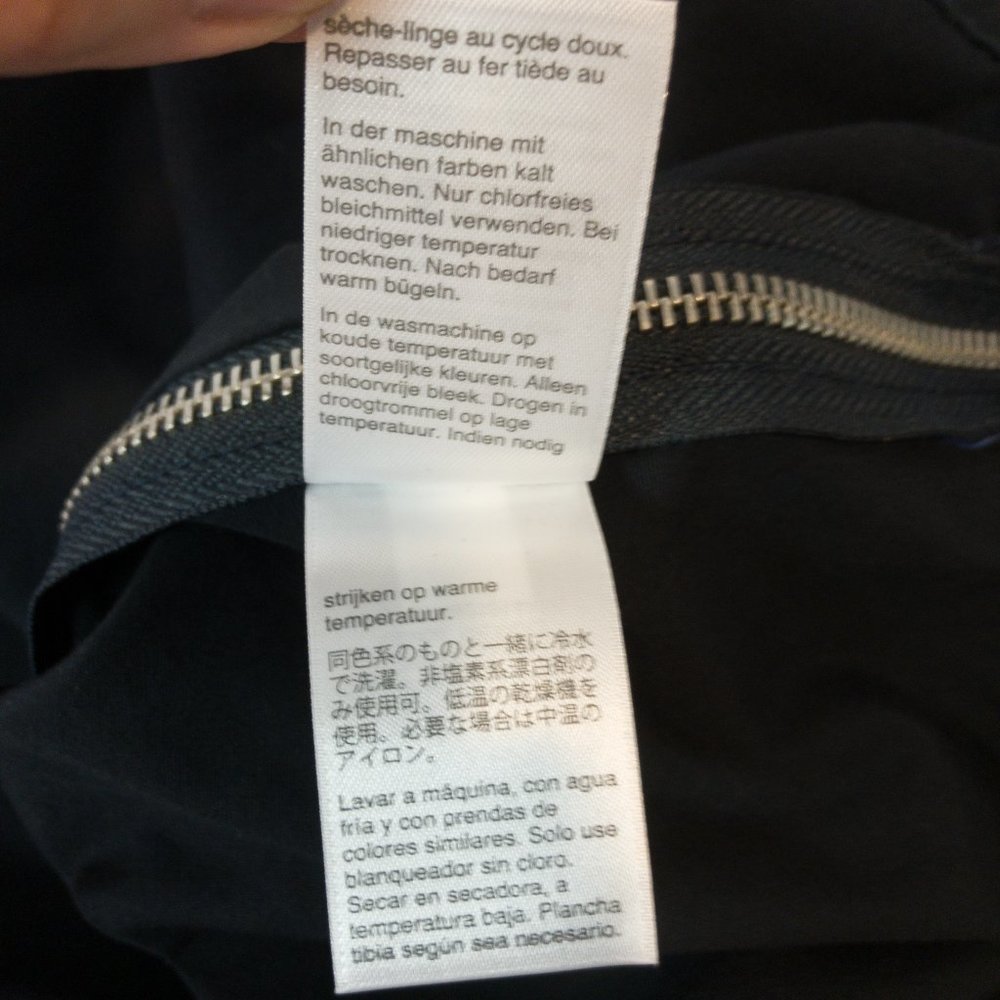 sèche-linge au cycle doux.
Repasser au fer tiède au
besoin.
In der maschine mit
ähnlichen farben kalt
waschen. Nur chlorfreies
bleichmittel verwenden. Bei
niedriger temperatur
trocknen. Nach bedarf
warm bügeln.
In de wasmachine op
koude temperatuur met
soortgelijke kleuren. Alleen
chloorvrije bleek. Drogen in
droogtrommel op lage
temperatuur. Indien nodig
strijken op warme
temperatuur.
同色系のものと一緒に冷水
で洗濯。非塩素系漂白剤の
み使用可。低温の乾燥機を
使用。必要な場合は中温の
アイロン。
Lavar a máquina, con agua
fría y con prendas de
colores similares. Solo use
blanqueador sin cloro.
Secar en secadora, a
temperatura baja. Plancha
tibia según sea necesario.